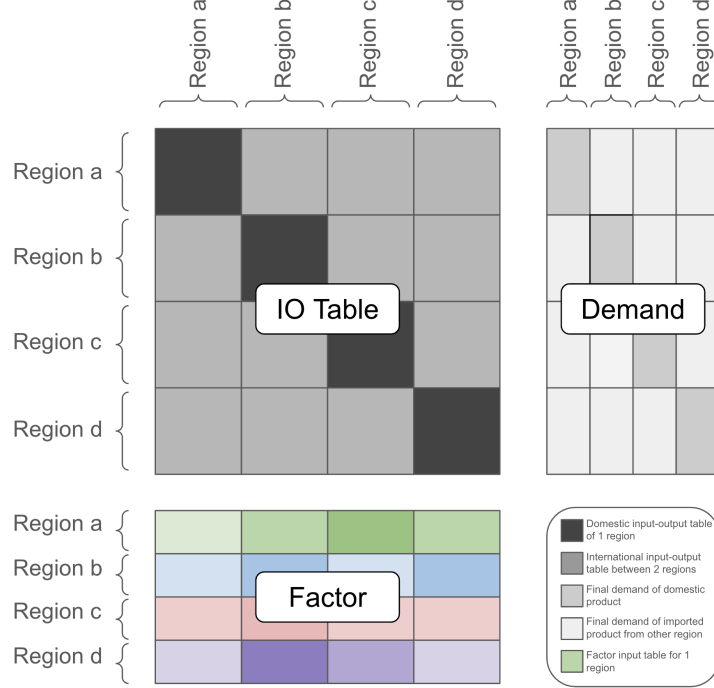 Region a
Region b
Region c
Region d
Region a
Region b
Region c
Region d
Region a
Region b
Region c
Region d
IO Table
Demand
Region a
Region b
Region c
Region d
Factor
Domestic input-output table
of 1 region
International input-output
table between 2 regions
Final demand of domestic
product
Final demand of imported
product from other region
Factor input table for 1
region